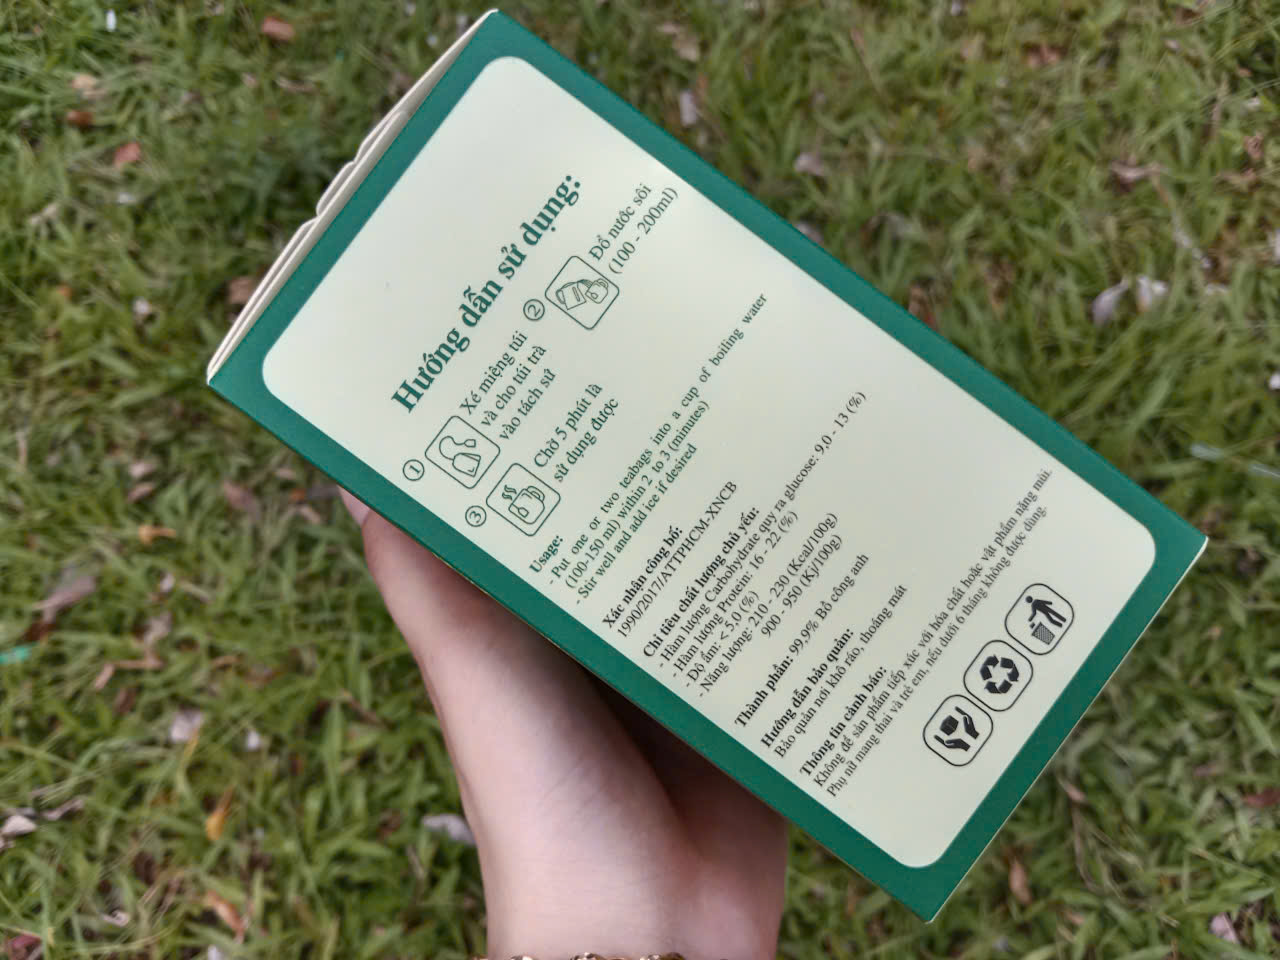 Hướng dẫn sử dụng:
1
Xé miệng túi
và cho túi trà
vào tách sứ
2
Đổ nước sôi
(100 - 200ml)
3
Chờ 5 phút là
sử dụng được
Usage:
- Put one or two teabags into a cup of boiling water
(100-150 ml) within 2 to 3 (minutes)
- Stir well and add ice if desired
Xác nhận công bố:
1990/2017/ATTPHCM-XNCB
Chỉ tiêu chất lượng chủ yếu:
- Hàm lượng Carbohydrate quy ra glucose: 9,0 - 13 (%)
- Hàm lượng Protein: 16 - 22 (%)
- Độ ẩm: < 5.0 (%)
- Năng lượng: 210 - 230 (Kcal/100g)
900 - 950 (Kj/100g)
Thành phần: 99,9% Bồ công anh
Hướng dẫn bảo quản:
Bảo quản nơi khô ráo, thoáng mát
Thông tin cảnh báo:
Không để sản phẩm tiếp xúc với hóa chất hoặc vật phẩm nặng mùi.
Phụ nữ mang thai và trẻ em, nếu dưới 6 tháng không được dùng.